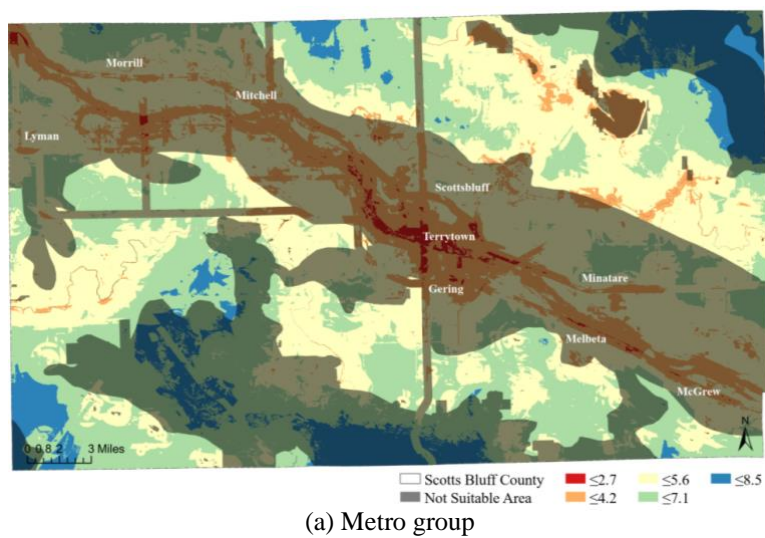 Morrill
Mitchell
Lyman
Scottsbluff
Terrytown
Minatare
Gering
Melbeta
McGrew
N
0 0.8 2 3 Miles
Scotts Bluff County ≤2.7 ≤5.6 ≤8.5
Not Suitable Area ≤4.2 ≤7.1
(a) Metro group